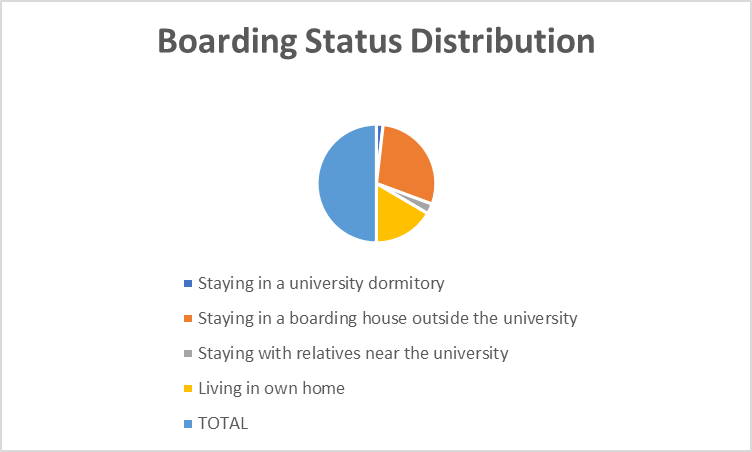 Boarding Status Distribution
Staying in a university dormitory
Staying in a boarding house outside the university
Staying with relatives near the university
Living in own home
TOTAL